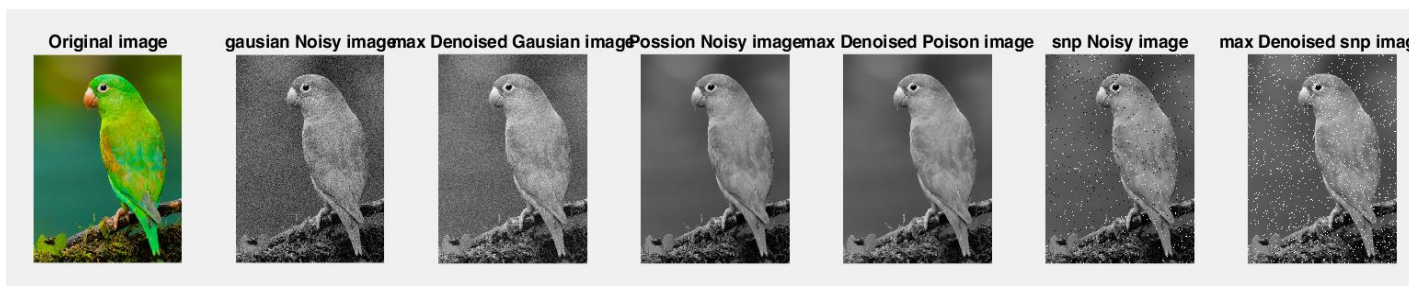 Original image
gausian Noisy image
max Denoised Gausian image
Possion Noisy image
max Denoised Poison image
snp Noisy image
max Denoised snp imag